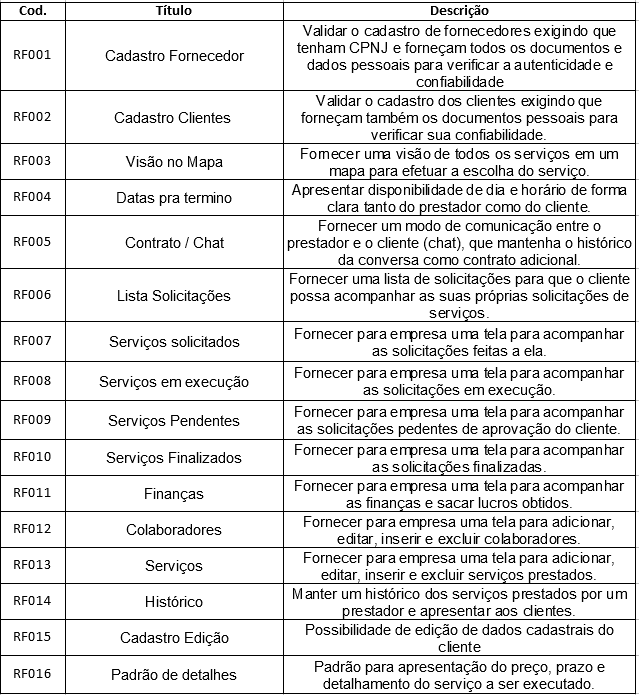 Cod. Título Descrição
RF001 Cadastro Fornecedor Validar o cadastro de fornecedores exigindo que
tenham CPNJ e forneçam todos os documentos e
dados pessoais para verificar a autenticidade e
confiabilidade
RF002 Cadastro Clientes Validar o cadastro dos clientes exigindo que
forneçam também os documentos pessoais para
verificar sua confiabilidade.
RF003 Visão no Mapa Fornecer uma visão de todos os serviços em um
mapa para efetuar a escolha do serviço.
RF004 Datas pra termino Apresentar disponibilidade de dia e horário de forma
clara tanto do prestador como do cliente.
RF005 Contrato / Chat Fornecer um modo de comunicação entre o
prestador e o cliente (chat), que mantenha o histórico
da conversa como contrato adicional.
RF006 Lista Solicitações Fornecer uma lista de solicitações para que o cliente
possa acompanhar as suas próprias solicitações de
serviços.
RF007 Serviços solicitados Fornecer para empresa uma tela para acompanhar
as solicitações feitas a ela.
RF008 Serviços em execução Fornecer para empresa uma tela para acompanhar
as solicitações em execução.
RF009 Serviços Pendentes Fornecer para empresa uma tela para acompanhar
as solicitações pedentes de aprovação do cliente.
RF010 Serviços Finalizados Fornecer para empresa uma tela para acompanhar
as solicitações finalizadas.
RF011 Finanças Fornecer para empresa uma tela para acompanhar
as finanças e sacar lucros obtidos.
RF012 Colaboradores Fornecer para empresa uma tela para adicionar,
editar, inserir e excluir colaboradores.
RF013 Serviços Fornecer para empresa uma tela para adicionar,
editar, inserir e excluir serviços prestados.
RF014 Histórico Manter um histórico dos serviços prestados por um
prestador e apresentar aos clientes.
RF015 Cadastro Edição Possibilidade de edição de dados cadastrais do
cliente
RF016 Padrão de detalhes Padrão para apresentação do preço, prazo e
detalhamento do serviço a ser executado.